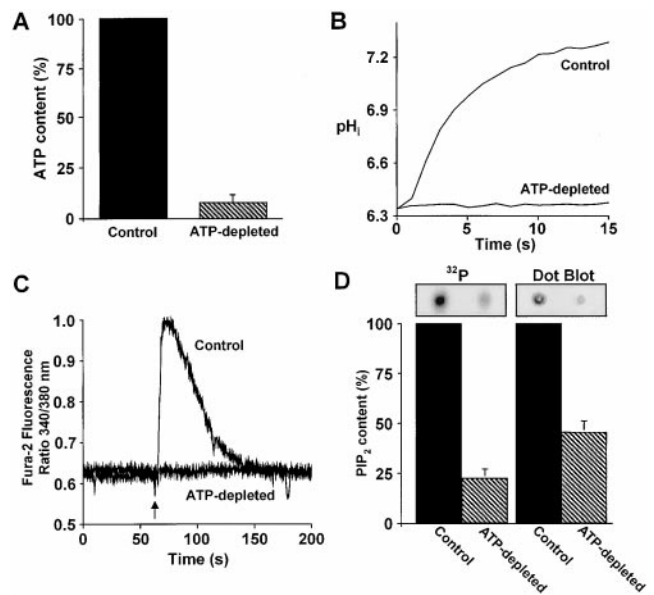 A
100
75
50
25
0
ATP content (%)
Control
ATP-depleted
B
7.2
6.9
6.6
6.3
pHi
Control
ATP-depleted
0
5
10
15
Time (s)
C
1.0
0.9
0.8
0.7
0.6
0.5
Fura-2 Fluorescence
Ratio 340/380 nm
Control
ATP-depleted
0
50
100
150
200
Time (s)
D
32P
Dot Blot
100
75
50
25
0
PIP2 content (%)
Control
ATP-depleted
Control
ATP-depleted